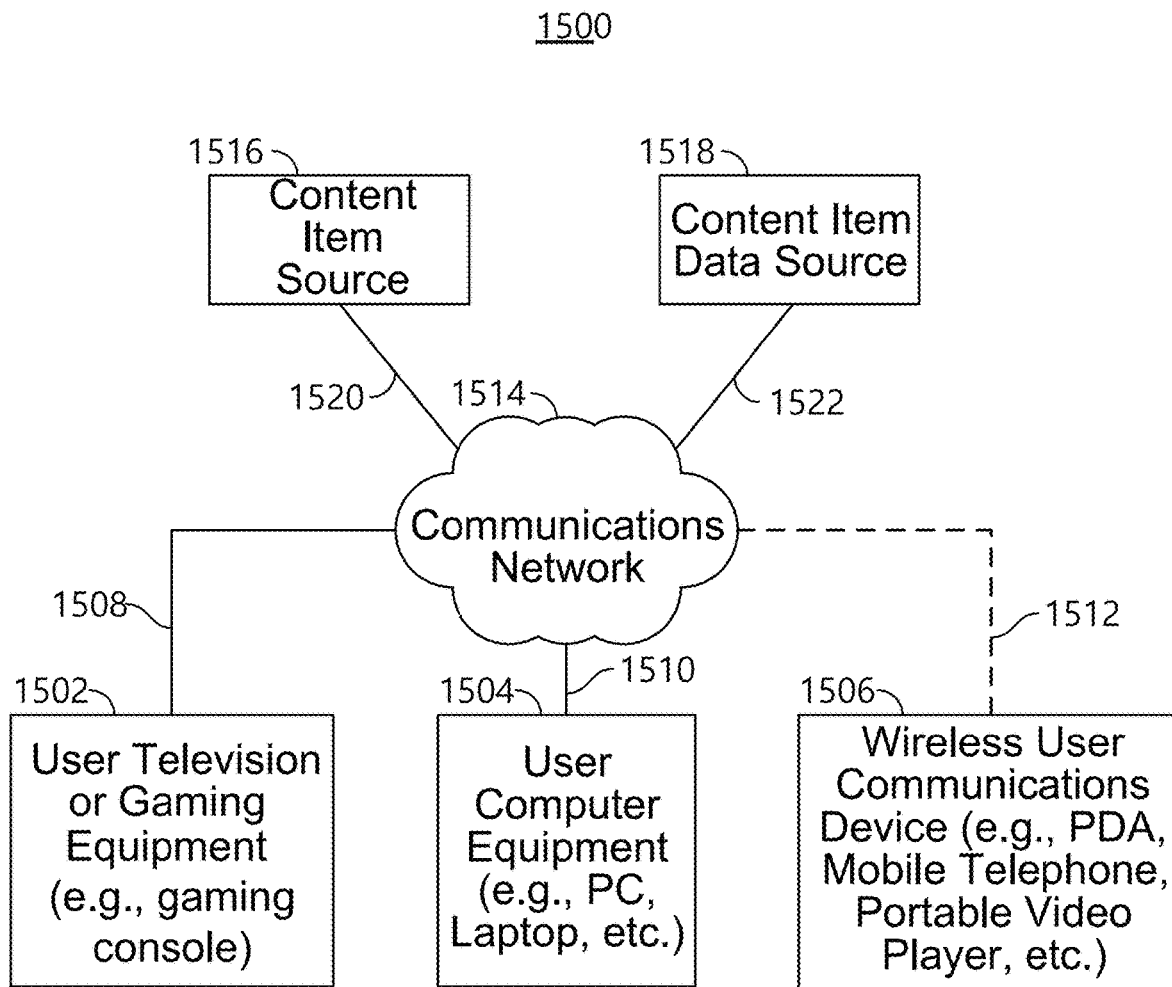 1500
1516
Content
Item
Source
1518
Content Item
Data Source
1520
1514
1522
Communications
Network
1508
1512
1510
1502
User Television
or Gaming
Equipment
(e.g., gaming
console)
1504
User
Computer
Equipment
(e.g., PC,
Laptop, etc.)
1506
Wireless User
Communications
Device (e.g., PDA,
Mobile Telephone,
Portable Video
Player, etc.)